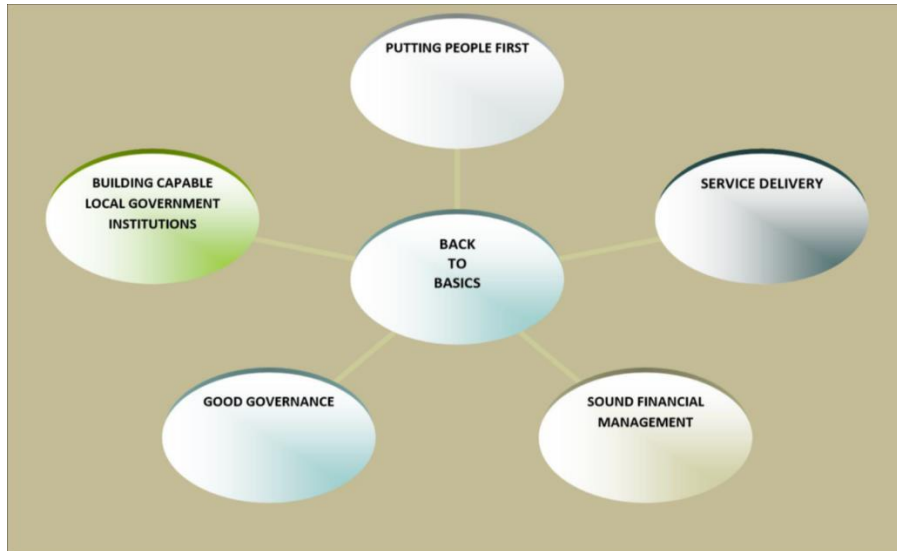 PUTTING PEOPLE FIRST
BUILDING CAPABLE
LOCAL GOVERNMENT
INSTITUTIONS
SERVICE DELIVERY
BACK
TO
BASICS
GOOD GOVERNANCE
SOUND FINANCIAL
MANAGEMENT